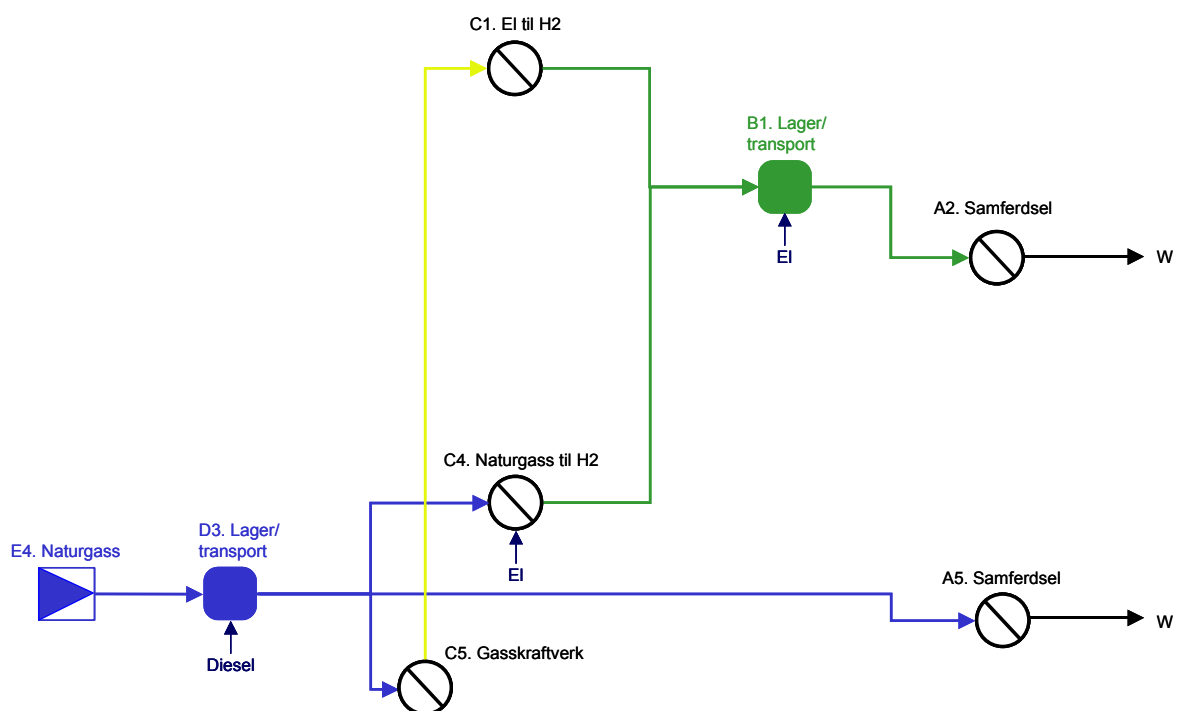 C1. El til H2
B1. Lager/
transport
A2. Samferdsel
El
W
C4. Naturgass til H2
D3. Lager/
transport
E4. Naturgass
El
A5. Samferdsel
W
Diesel
C5. Gasskraftverk